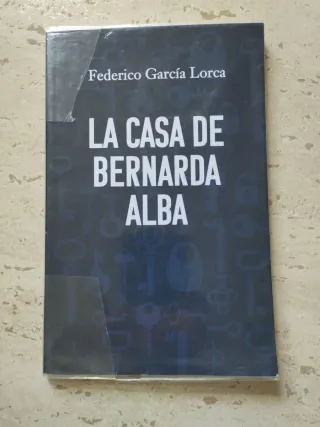 Federico García Lorca
LA CASA DE
BERNARDA
ALBA